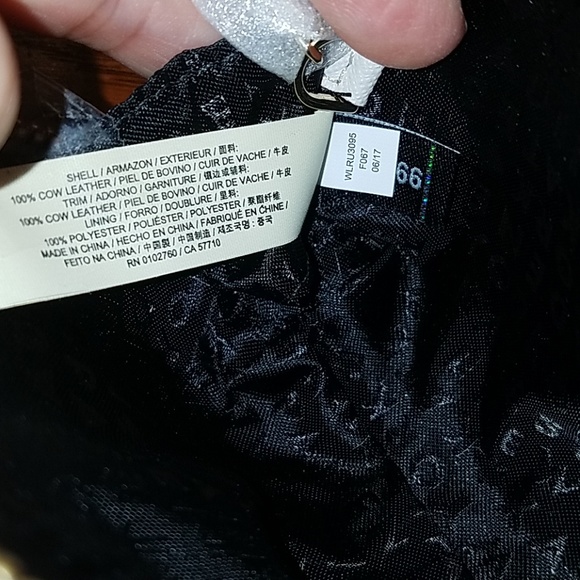 SHELL / ARMAZON / EXTERIEUR / 面料:
100% COW LEATHER / PIEL DE BOVINO / CUIR DE VACHE / 牛皮
TRIM / ADORNO / GARNITURE / 镶边或辅料:
100% COW LEATHER / PIEL DE BOVINO / CUIR DE VACHE / 牛皮
LINING / FORRO / DOUBLURE / 里料:
100% POLYESTER / POLIÉSTER / POLYESTER / 聚酯纤维
MADE IN CHINA / HECHO EN CHINA / FABRIQUÉ EN CHINE /
FEITO NA CHINA / 中國製 / 中国制造 / 제조국명 : 중국
RN 0102760 / CA 57710
WLRU3095
F067
06/17
66